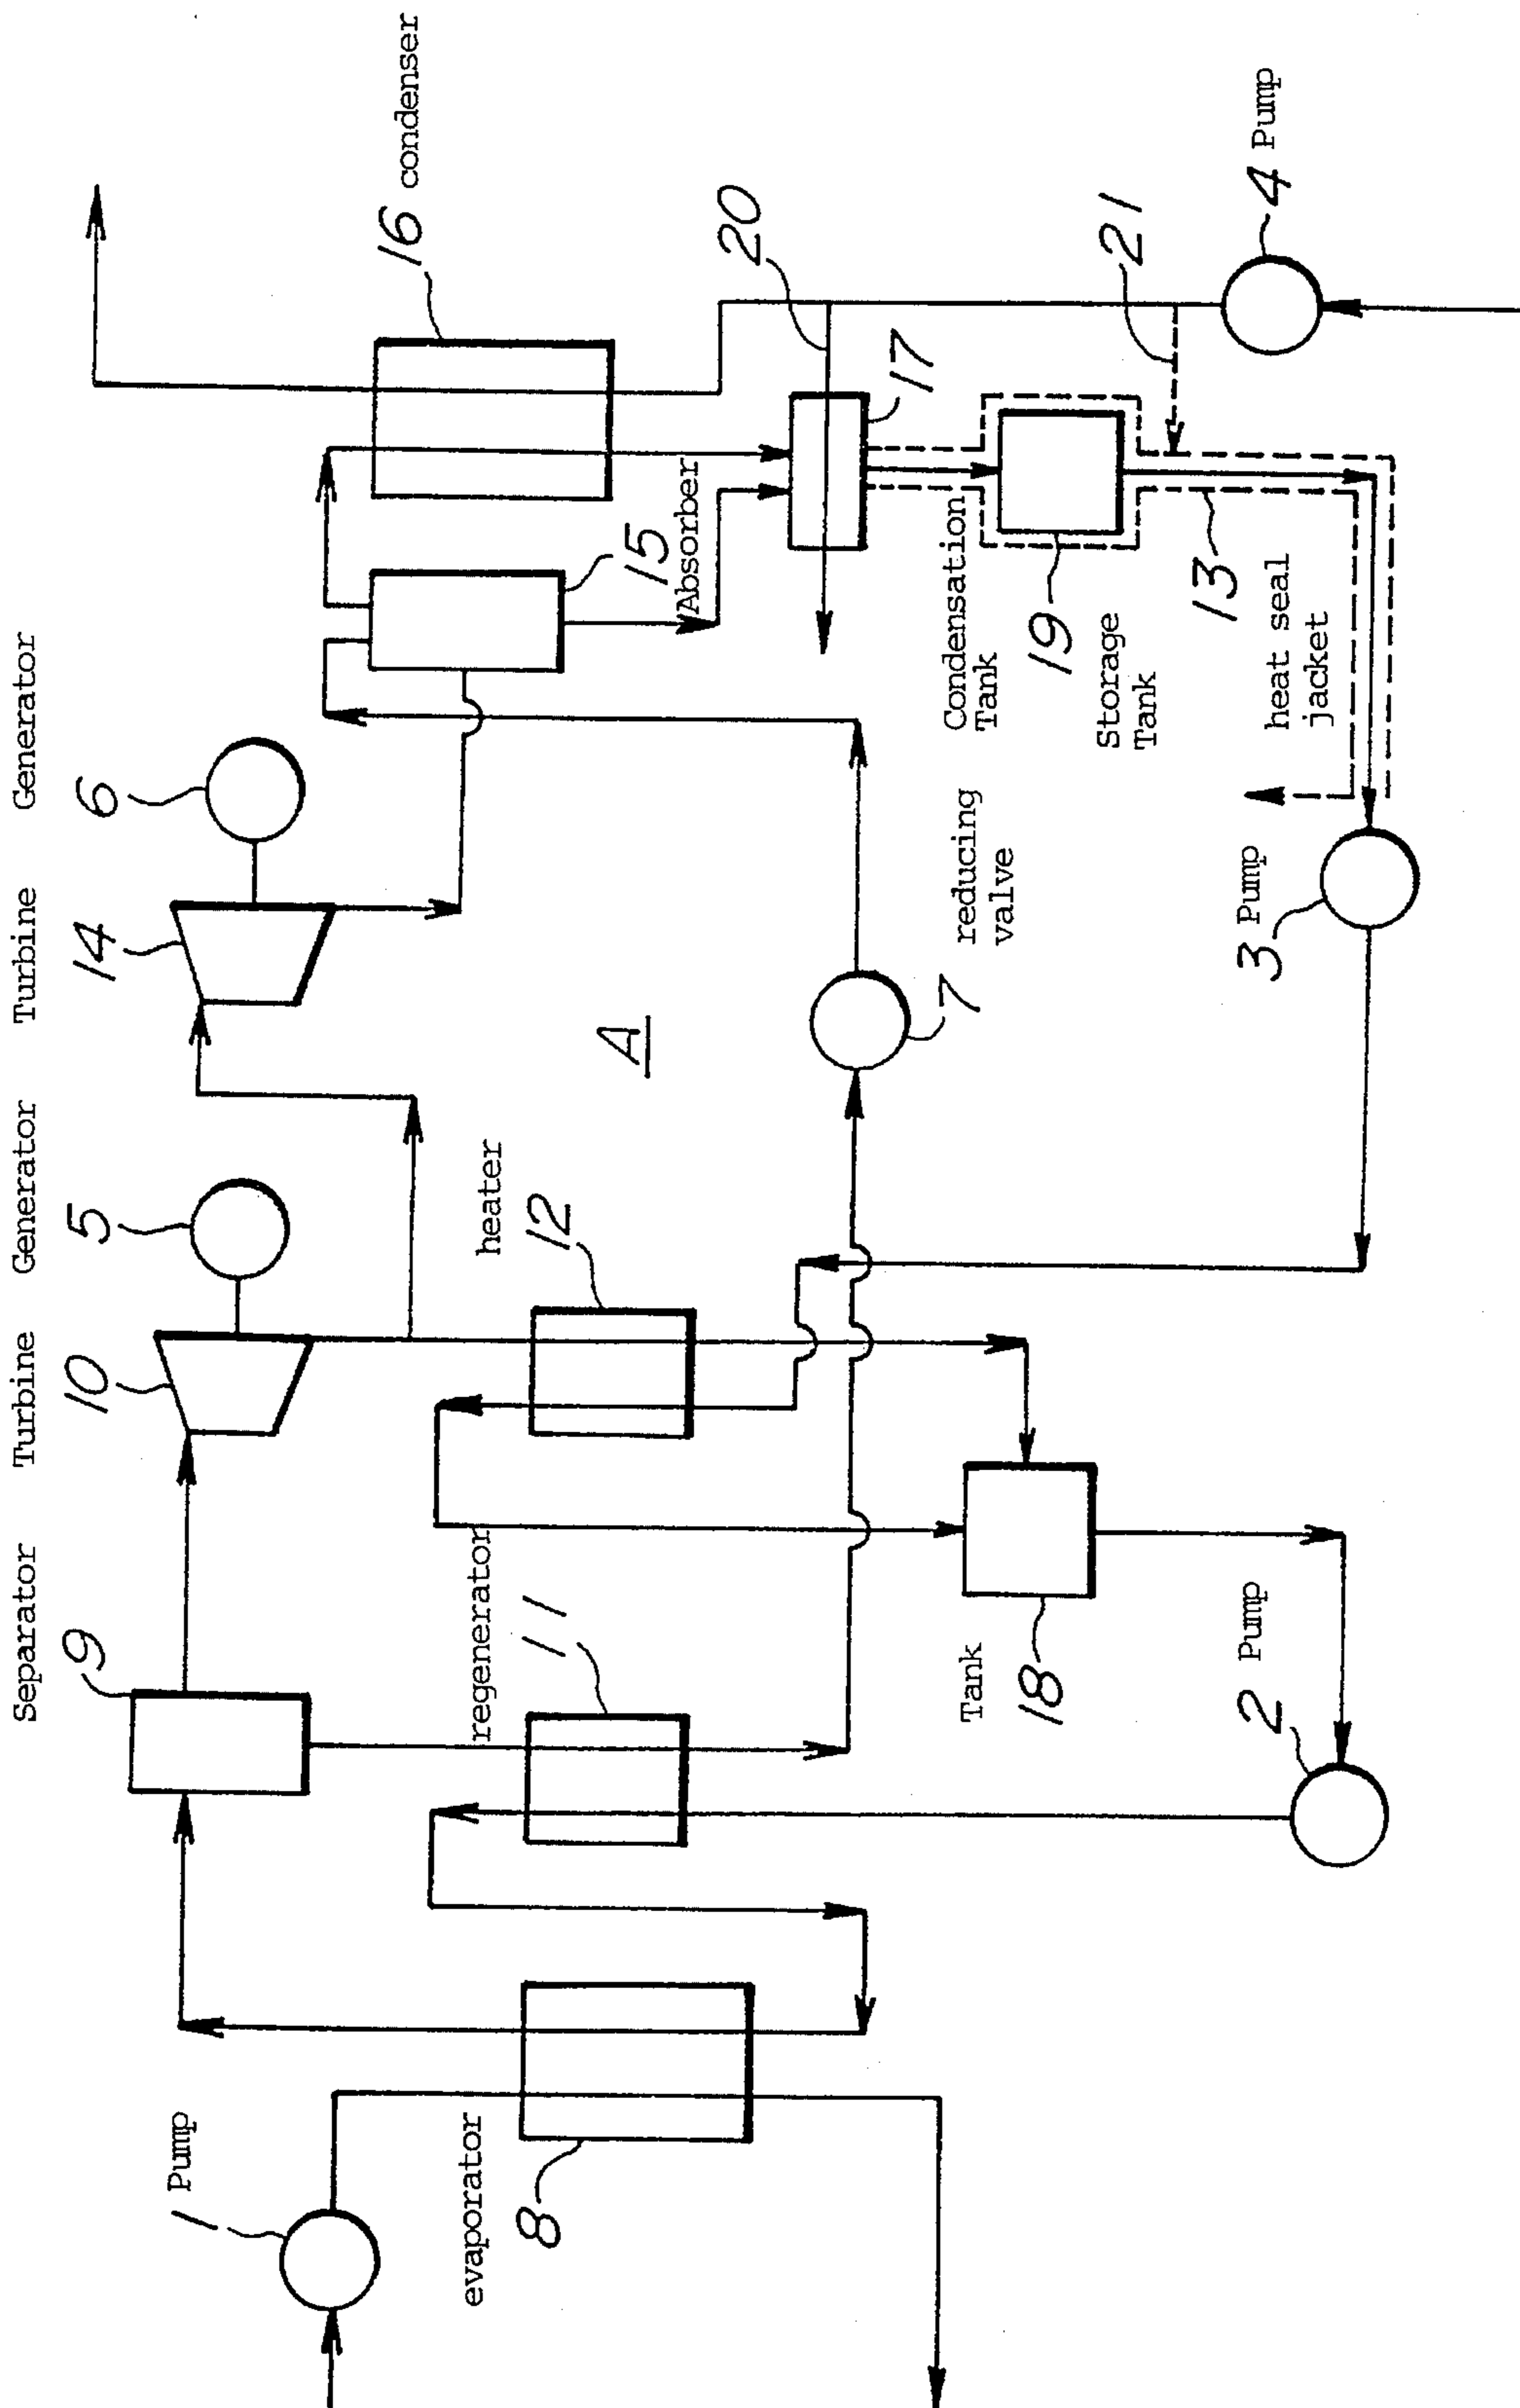 Separator
Turbine
Generator
Turbine
Generator
9
10
5
14
6
1 Pump
evaporator
8
regenerator
11
heater
12
A
15
Absorber
16 condenser
7
reducing
valve
20
17
Condensation
Tank
19
Storage
Tank
21
13
heat seal
jacket
Tank
18
2 Pump
3 Pump
4 Pump